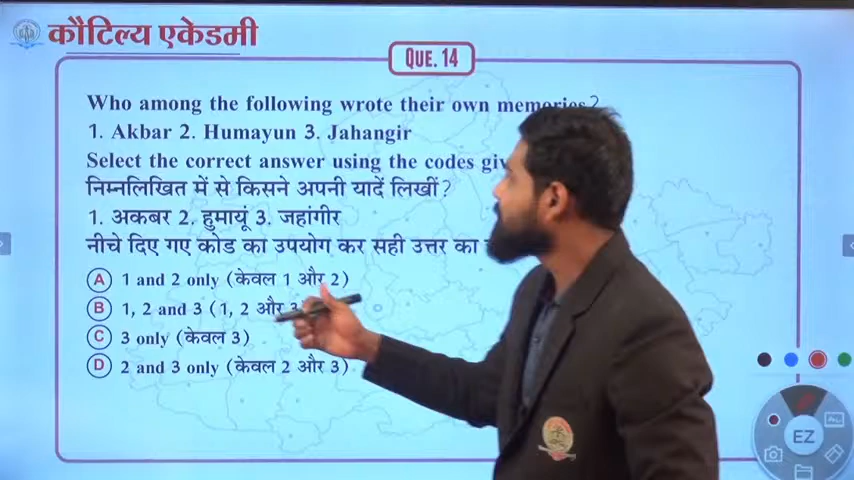 कौटिल्य एकेडमी
QUE. 14
Who among the following wrote their own memories?
1. Akbar 2. Humayun 3. Jahangir
Select the correct answer using the codes giv
निम्नलिखित में से किसने अपनी यादें लिखीं?
1. अकबर 2. हुमायूं 3. जहांगीर
नीचे दिए गए कोड का उपयोग कर सही उत्तर का
A 1 and 2 only (केवल 1 और 2)
B 1, 2 and 3 (1, 2 और 3
C 3 only (केवल 3)
D 2 and 3 only (केवल 2 और 3)
EZ